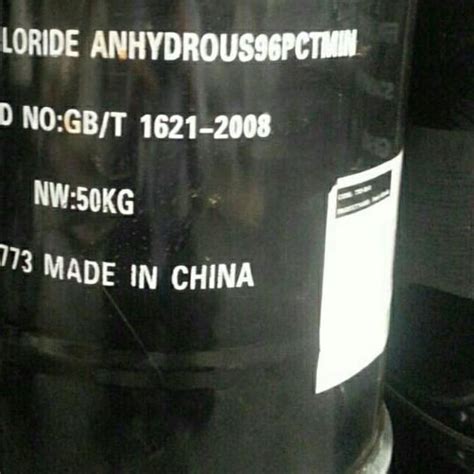 LORIDE ANHYDROUS96PCTMIN
D NO:GB/T 1621-2008
NW:50KG
773 MADE IN CHINA